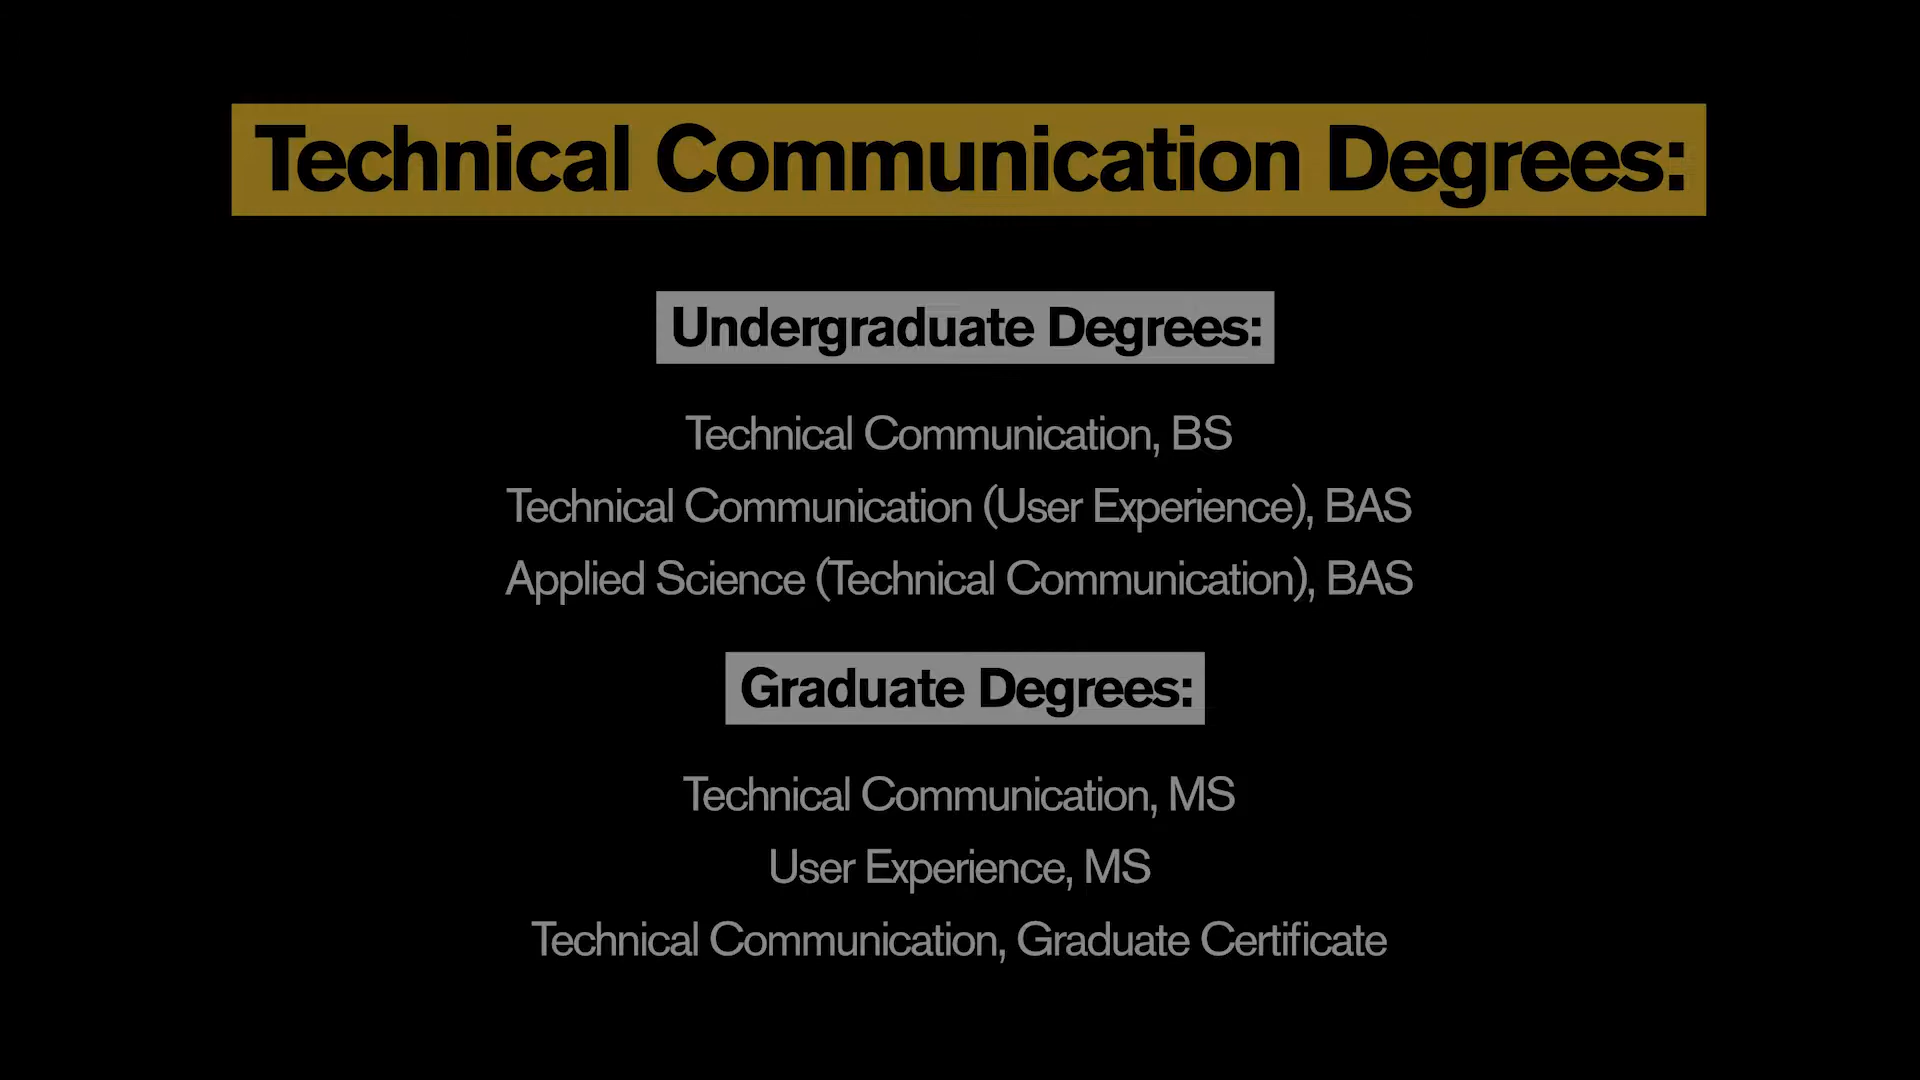 Technical Communication Degrees:
Undergraduate Degrees:
Technical Communication, BS
Technical Communication (User Experience), BAS
Applied Science (Technical Communication), BAS
Graduate Degrees:
Technical Communication, MS
User Experience, MS
Technical Communication, Graduate Certificate